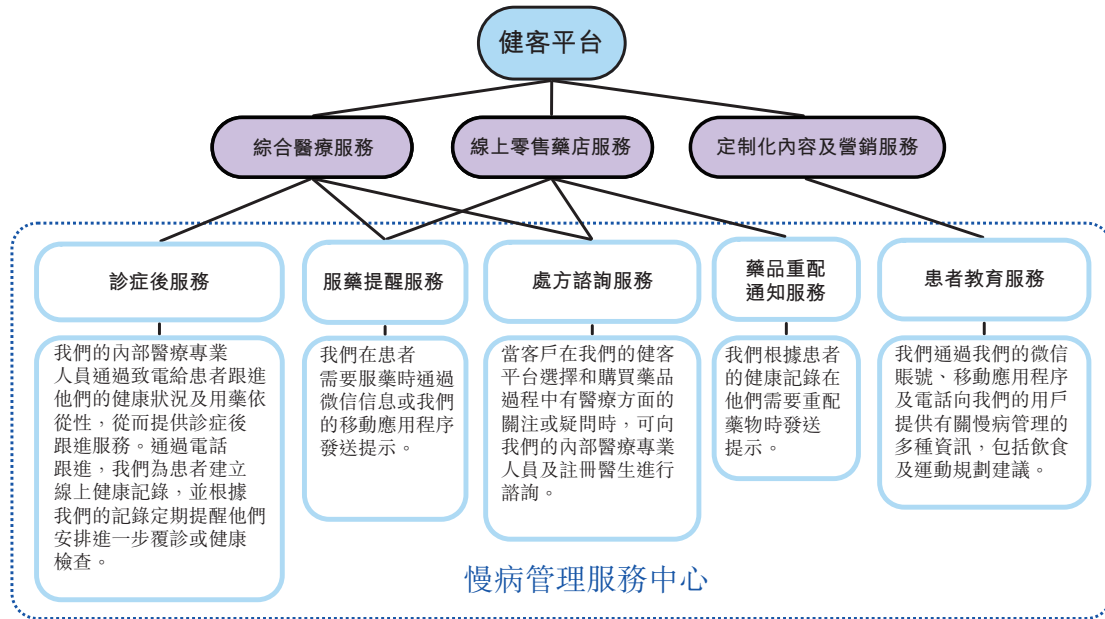 健客平台
綜合醫療服務
線上零售藥店服務
定制化內容及營銷服務
診症後服務
服藥提醒服務
處方諮詢服務
藥品重配
通知服務
患者教育服務
我們的內部醫療專業
人員通過致電給患者跟進
他們的健康狀況及用藥依
從性，從而提供診症後
跟進服務。通過電話
跟進，我們為患者建立
線上健康記錄，並根據
我們的記錄定期提醒他們
安排進一步覆診或健康
檢查。
我們在患者
需要服藥時通過
微信信息或我們
的移動應用程序
發送提示。
當客戶在我們的健客
平台選擇和購買藥品
過程中有醫療方面的
關注或疑問時，可向
我們的內部醫療專業
人員及註冊醫生進行
諮詢。
我們根據患者
的健康記錄在
他們需要重配
藥物時發送
提示。
我們通過我們的微信
賬號、移動應用程序
及電話向我們的用戶
提供有關慢病管理的
多種資訊，包括飲食
及運動規劃建議。
慢病管理服務中心